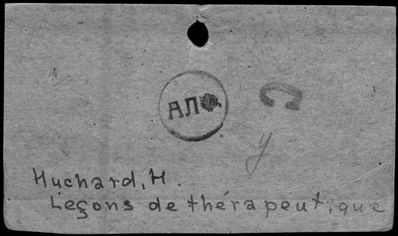 АЛФ
C
y
Huchard, H.
Leçons de thérapeutique